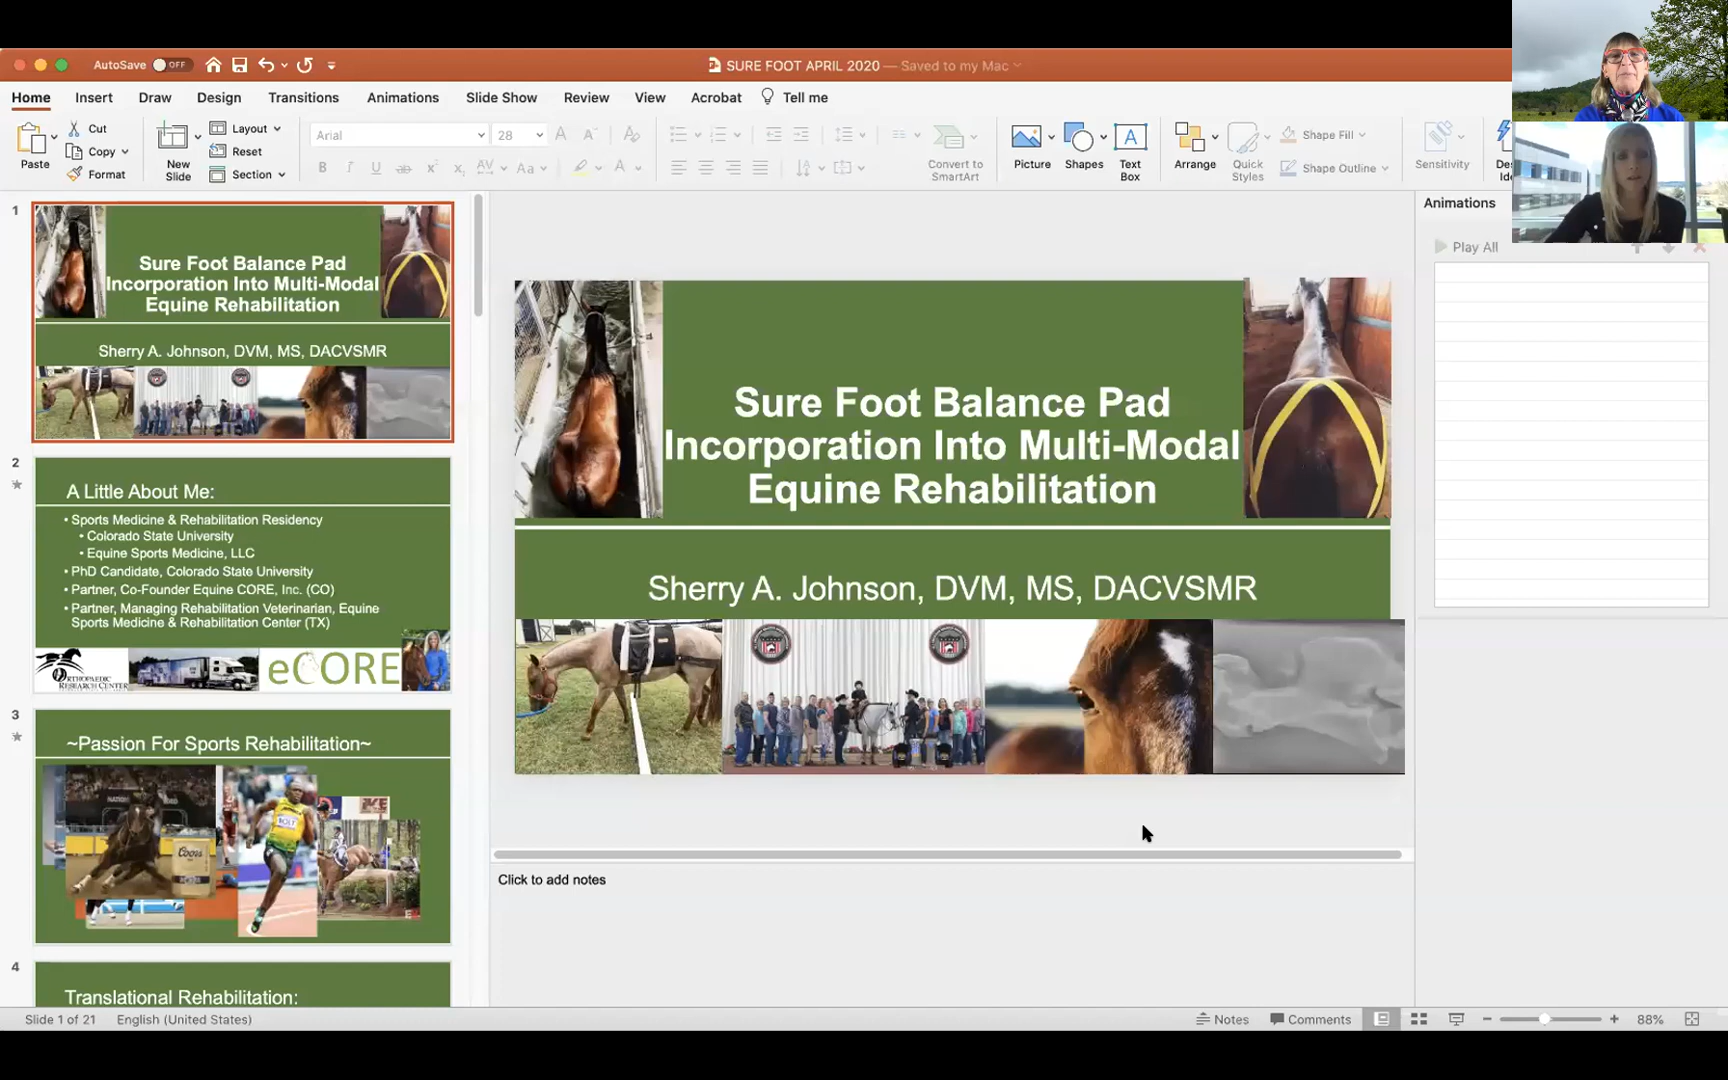 AutoSave OFF
SURE FOOT APRIL 2020 — Saved to my Mac
Home Insert Draw Design Transitions Animations Slide Show Review View Acrobat Tell me
Paste
Cut
Copy
Format
New
Slide
Layout
Reset
Section
Arial 28
Convert to
SmartArt
Picture
Shapes
Text
Box
Arrange
Quick
Styles
Shape Fill
Shape Outline
Sensitivity
Animations
Play All
1
Sure Foot Balance Pad
Incorporation Into Multi-Modal
Equine Rehabilitation
Sherry A. Johnson, DVM, MS, DACVSMR
2
A Little About Me:
• Sports Medicine & Rehabilitation Residency
• Colorado State University
• Equine Sports Medicine, LLC
• PhD Candidate, Colorado State University
• Partner, Co-Founder Equine CORE, Inc. (CO)
• Partner, Managing Rehabilitation Veterinarian, Equine
Sports Medicine & Rehabilitation Center (TX)
ORTHOPAEDIC
RESEARCH CENTER
eCORE
3
~Passion For Sports Rehabilitation~
Coors
BOLT
4
Translational Rehabilitation:
Sure Foot Balance Pad
Incorporation Into Multi-Modal
Equine Rehabilitation
Sherry A. Johnson, DVM, MS, DACVSMR
Click to add notes
Slide 1 of 21 English (United States)
Notes Comments 88%